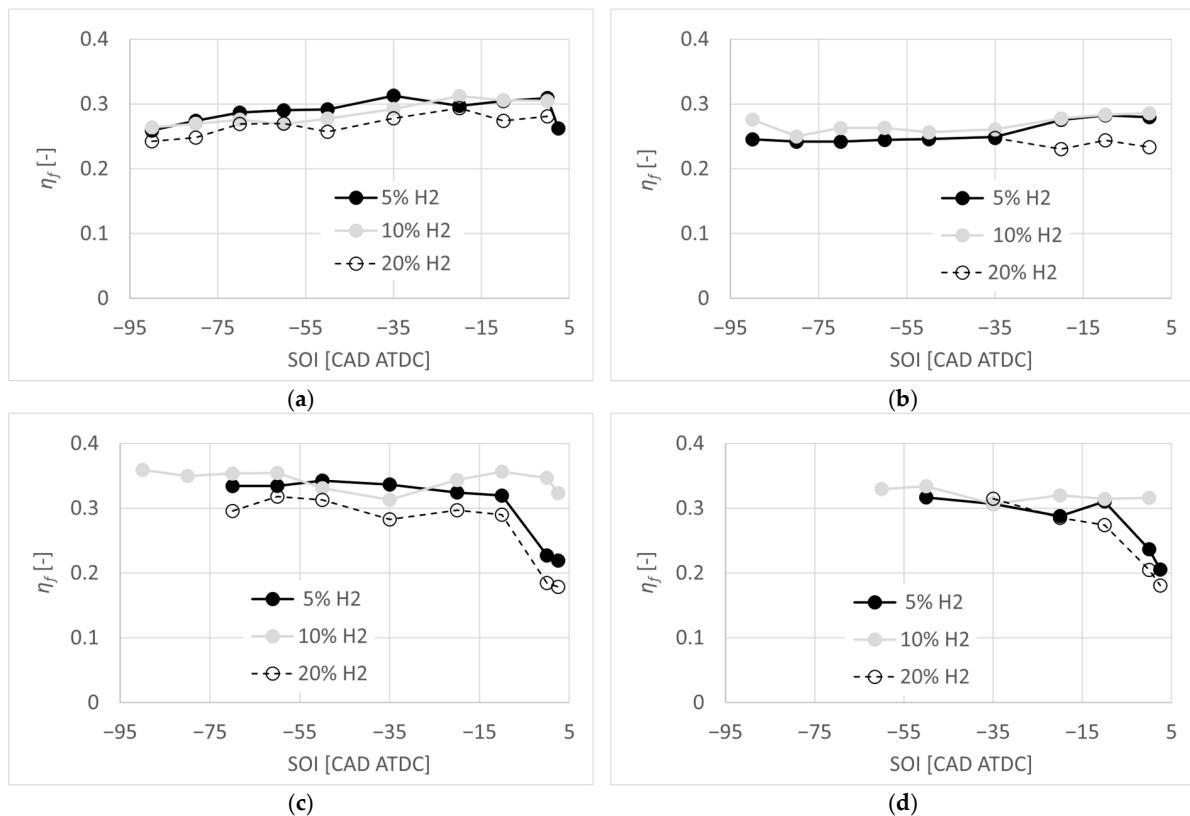 0.4
0.3
0.2
0.1
0
η_f [-]
5% H2
10% H2
20% H2
−95 −75 −55 −35 −15 5
SOI [CAD ATDC]
(a)
0.4
0.3
0.2
0.1
0
η_f [-]
5% H2
10% H2
20% H2
−95 −75 −55 −35 −15 5
SOI [CAD ATDC]
(b)
0.4
0.3
0.2
0.1
0
η_f [-]
5% H2
10% H2
20% H2
−95 −75 −55 −35 −15 5
SOI [CAD ATDC]
(c)
0.4
0.3
0.2
0.1
0
η_f [-]
5% H2
10% H2
20% H2
−95 −75 −55 −35 −15 5
SOI [CAD ATDC]
(d)